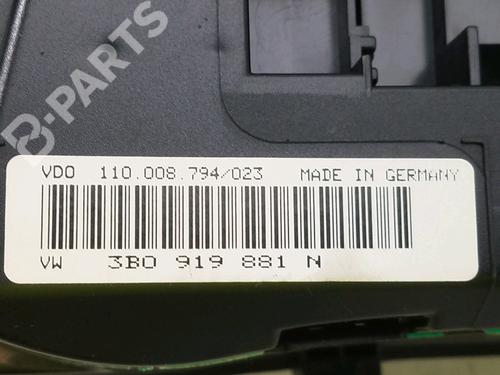 B-PARTS
VDO 110.008.794/023 MADE IN GERMANY
VW 3B0 919 881 N